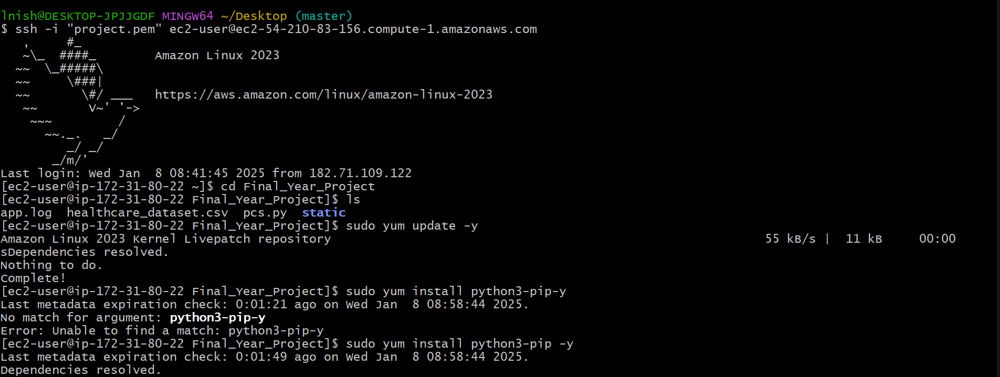 lnish@DESKTOP-JPJJGDF MINGW64 ~/Desktop (master)
$ ssh -i "project.pem" ec2-user@ec2-54-210-83-156.compute-1.amazonaws.com
   ,     #_
   ~\_  ####_        Amazon Linux 2023
  ~~  \_#####\
  ~~     \###|
  ~~       \#/ ___   https://aws.amazon.com/linux/amazon-linux-2023
   ~~       V~' '->
    ~~~         /
      ~~._.   _/
         _/ _/
       _/m/'
Last login: Wed Jan  8 08:41:45 2025 from 182.71.109.122
[ec2-user@ip-172-31-80-22 ~]$ cd Final_Year_Project
[ec2-user@ip-172-31-80-22 Final_Year_Project]$ ls
app.log  healthcare_dataset.csv  pcs.py  static
[ec2-user@ip-172-31-80-22 Final_Year_Project]$ sudo yum update -y
Amazon Linux 2023 Kernel Livepatch repository                                                           55 kB/s |  11 kB     00:00
sDependencies resolved.
Nothing to do.
Complete!
[ec2-user@ip-172-31-80-22 Final_Year_Project]$ sudo yum install python3-pip-y
Last metadata expiration check: 0:01:21 ago on Wed Jan  8 08:58:44 2025.
No match for argument: python3-pip-y
Error: Unable to find a match: python3-pip-y
[ec2-user@ip-172-31-80-22 Final_Year_Project]$ sudo yum install python3-pip -y
Last metadata expiration check: 0:01:49 ago on Wed Jan  8 08:58:44 2025.
Dependencies resolved.